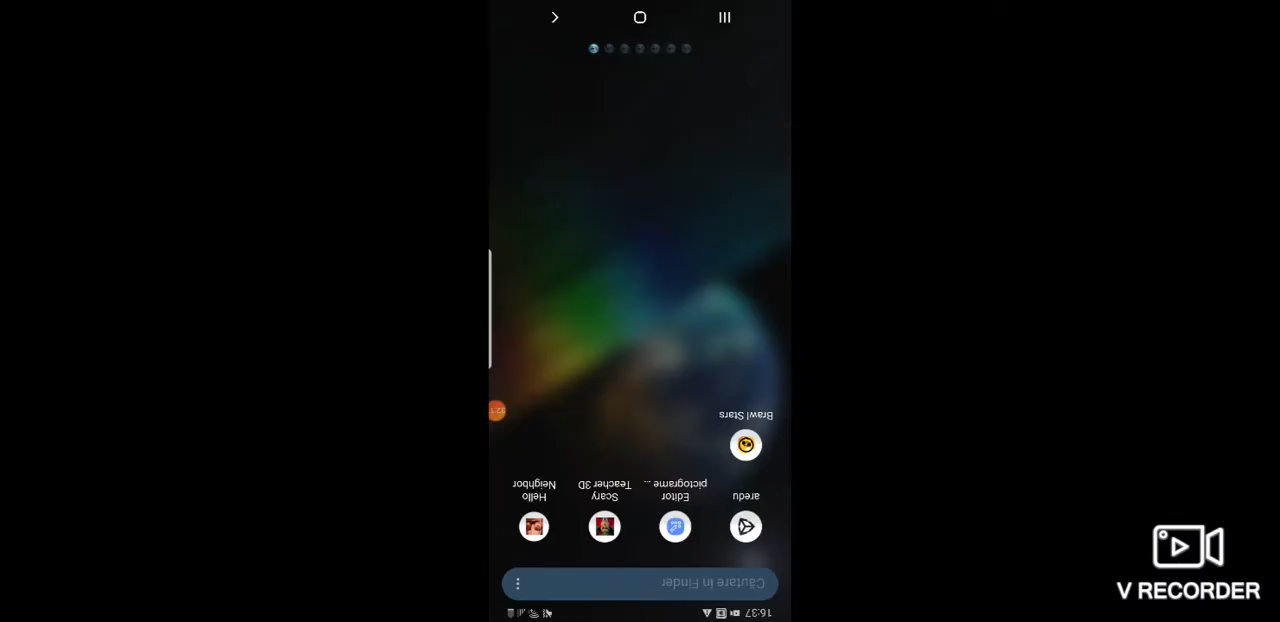 16:37
Căutare în Finder
aredu
Editor pictograme ...
Scary Teacher 3D
Hello Neighbor
Brawl Stars
V RECORDER